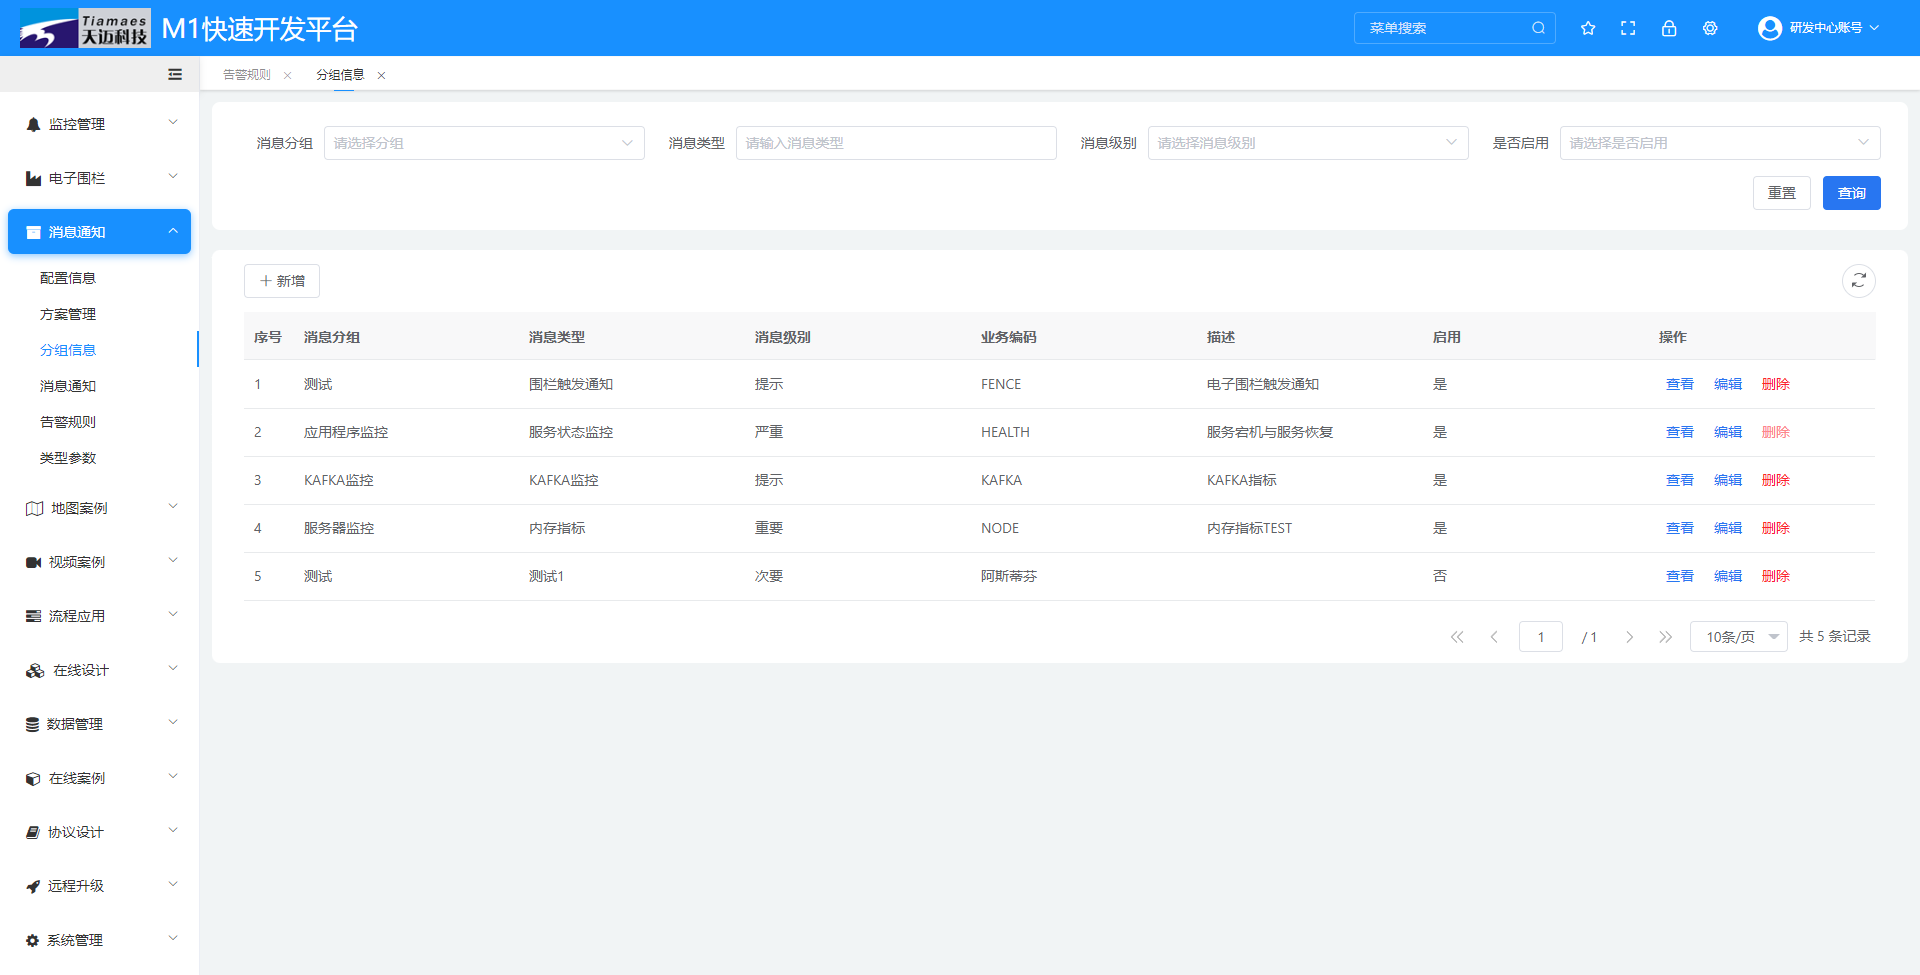 Tiamaes
天迈科技
M1快速开发平台
菜单搜索
研发中心账号
告警规则
分组信息
监控管理
电子围栏
消息通知
配置信息
方案管理
分组信息
消息通知
告警规则
类型参数
地图案例
视频案例
流程应用
在线设计
数据管理
在线案例
协议设计
远程升级
系统管理
消息分组 请选择分组 消息类型 请输入消息类型 消息级别 请选择消息级别 是否启用 请选择是否启用
重置 查询
新增
序号 消息分组 消息类型 消息级别 业务编码 描述 启用 操作
1 测试 围栏触发通知 提示 FENCE 电子围栏触发通知 是 查看 编辑 删除
2 应用程序监控 服务状态监控 严重 HEALTH 服务宕机与服务恢复 是 查看 编辑 删除
3 KAFKA监控 KAFKA监控 提示 KAFKA KAFKA指标 是 查看 编辑 删除
4 服务器监控 内存指标 重要 NODE 内存指标TEST 是 查看 编辑 删除
5 测试 测试1 次要 阿斯蒂芬 否 查看 编辑 删除
1 / 1 10条/页 共 5 条记录